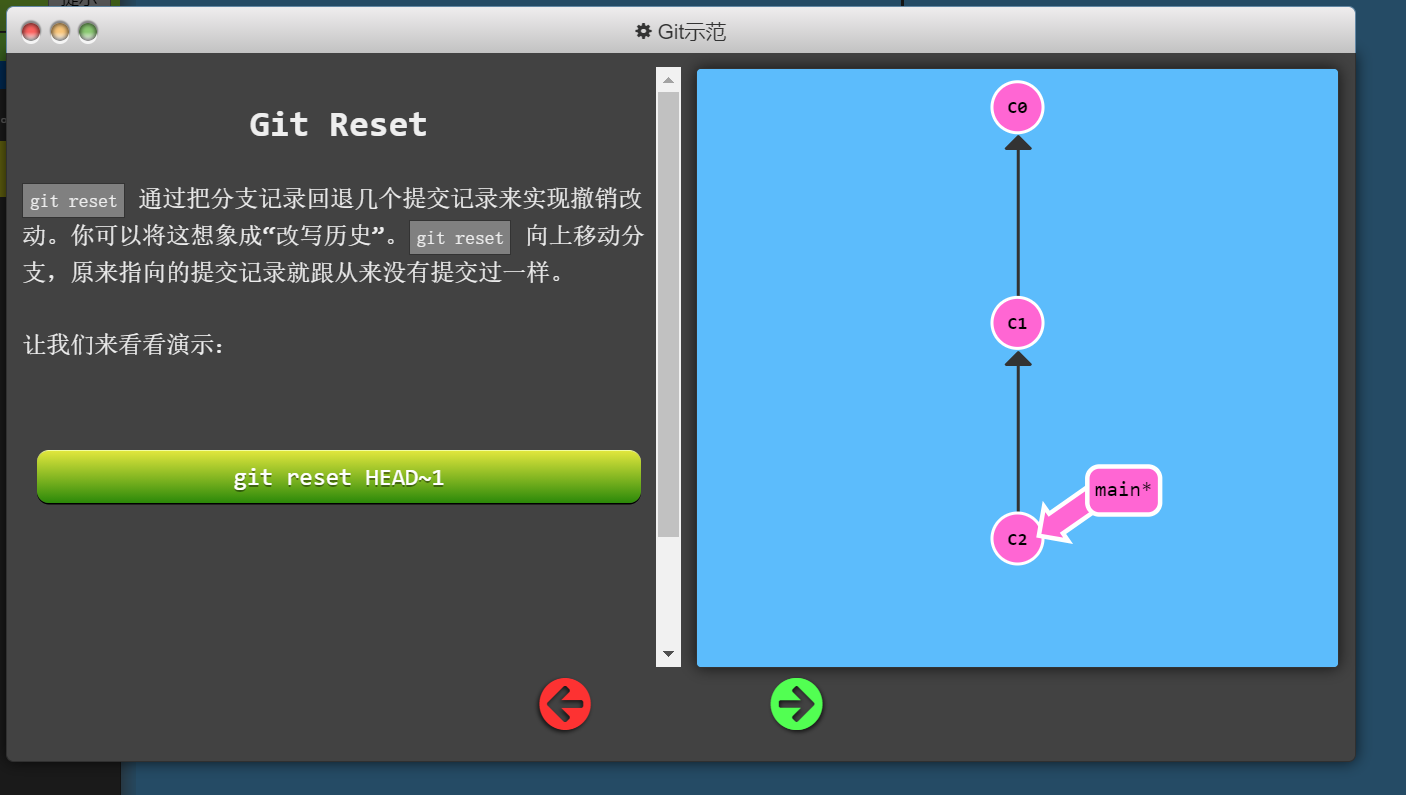 提示
Git示范
Git Reset
git reset 通过把分支记录回退几个提交记录来实现撤销改
动。你可以将这想象成“改写历史”。git reset 向上移动分
支，原来指向的提交记录就跟从来没有提交过一样。
让我们来看看演示：
git reset HEAD~1
C0
C1
main*
C2